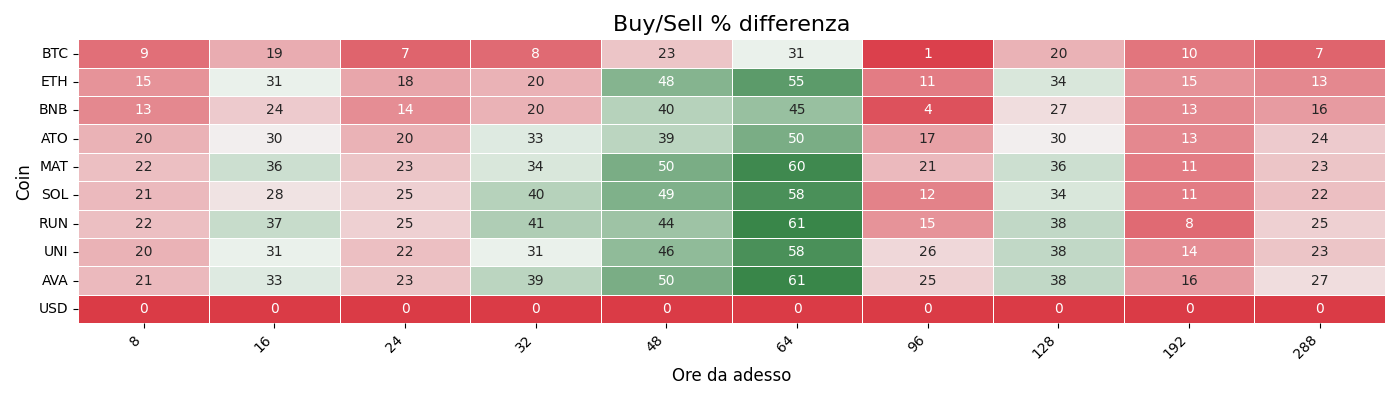 Buy/Sell % differenza
Coin
BTC 9 19 7 8 23 31 1 20 10 7
ETH 15 31 18 20 48 55 11 34 15 13
BNB 13 24 14 20 40 45 4 27 13 16
ATO 20 30 20 33 39 50 17 30 13 24
MAT 22 36 23 34 50 60 21 36 11 23
SOL 21 28 25 40 49 58 12 34 11 22
RUN 22 37 25 41 44 61 15 38 8 25
UNI 20 31 22 31 46 58 26 38 14 23
AVA 21 33 23 39 50 61 25 38 16 27
USD 0 0 0 0 0 0 0 0 0 0
8 16 24 32 48 64 96 128 192 288
Ore da adesso